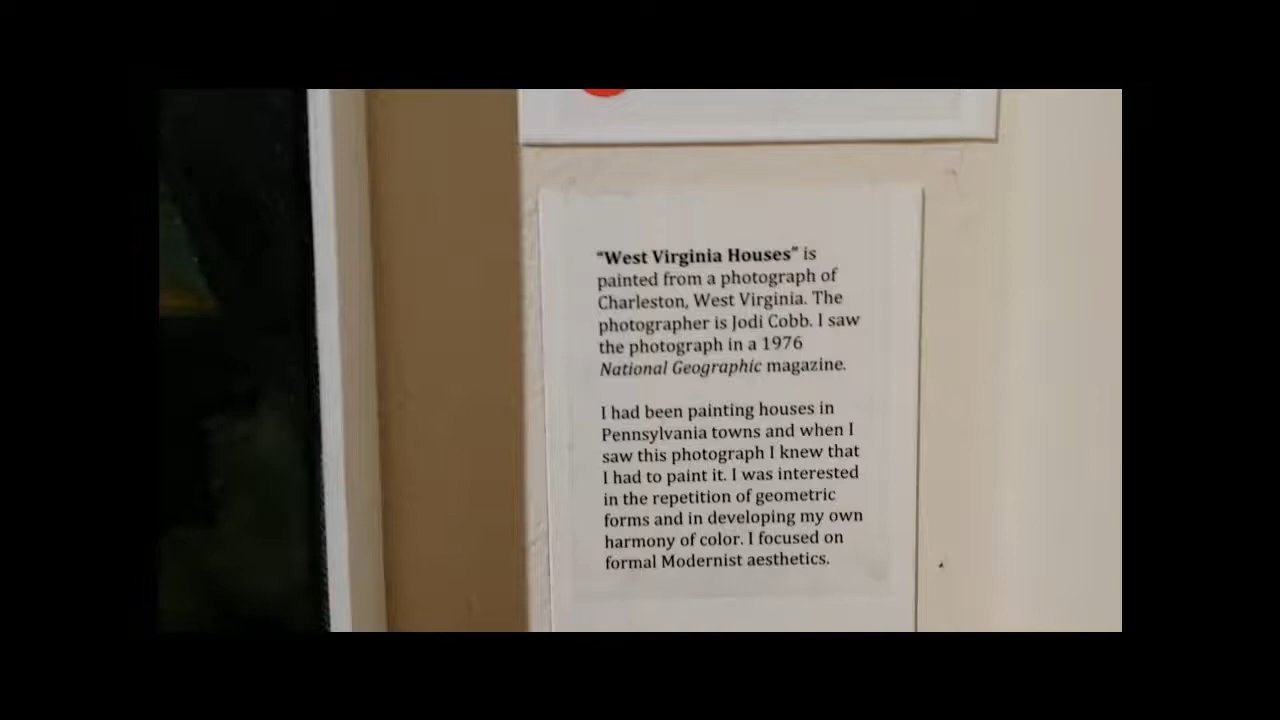 “West Virginia Houses” is
painted from a photograph of
Charleston, West Virginia. The
photographer is Jodi Cobb. I saw
the photograph in a 1976
National Geographic magazine.
I had been painting houses in
Pennsylvania towns and when I
saw this photograph I knew that
I had to paint it. I was interested
in the repetition of geometric
forms and in developing my own
harmony of color. I focused on
formal Modernist aesthetics.